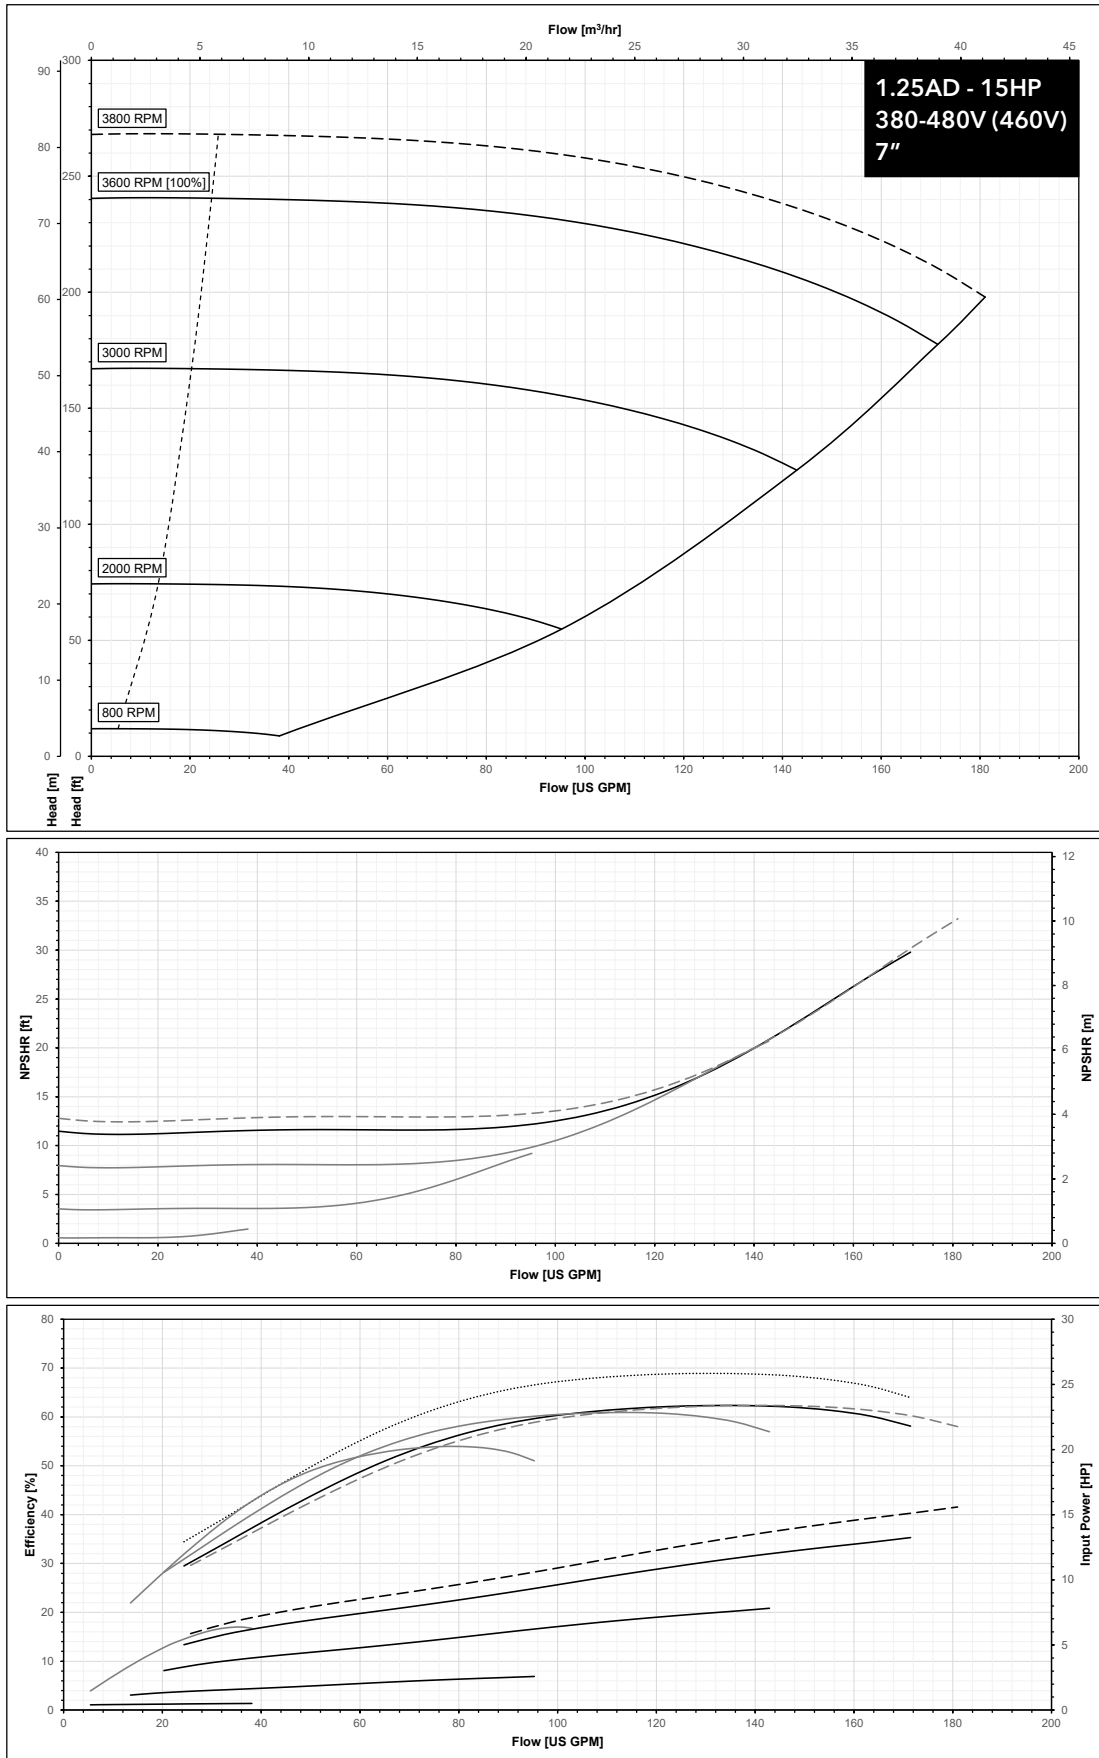 Flow [m³/hr]
0 5 10 15 20 25 30 35 40 45
1.25AD - 15HP
380-480V (460V)
7"
90 80 70 60 50 40 30 20 10 0
300 250 200 150 100 50 0
3800 RPM
3600 RPM [100%]
3000 RPM
2000 RPM
800 RPM
0 20 40 60 80 100 120 140 160 180 200
Flow [US GPM]
Head [m]
Head [ft]
40 35 30 25 20 15 10 5 0
NPSHR [ft]
12 10 8 6 4 2 0
NPSHR [m]
0 20 40 60 80 100 120 140 160 180 200
Flow [US GPM]
80 70 60 50 40 30 20 10 0
Efficiency [%]
30 25 20 15 10 5 0
Input Power [HP]
0 20 40 60 80 100 120 140 160 180 200
Flow [US GPM]